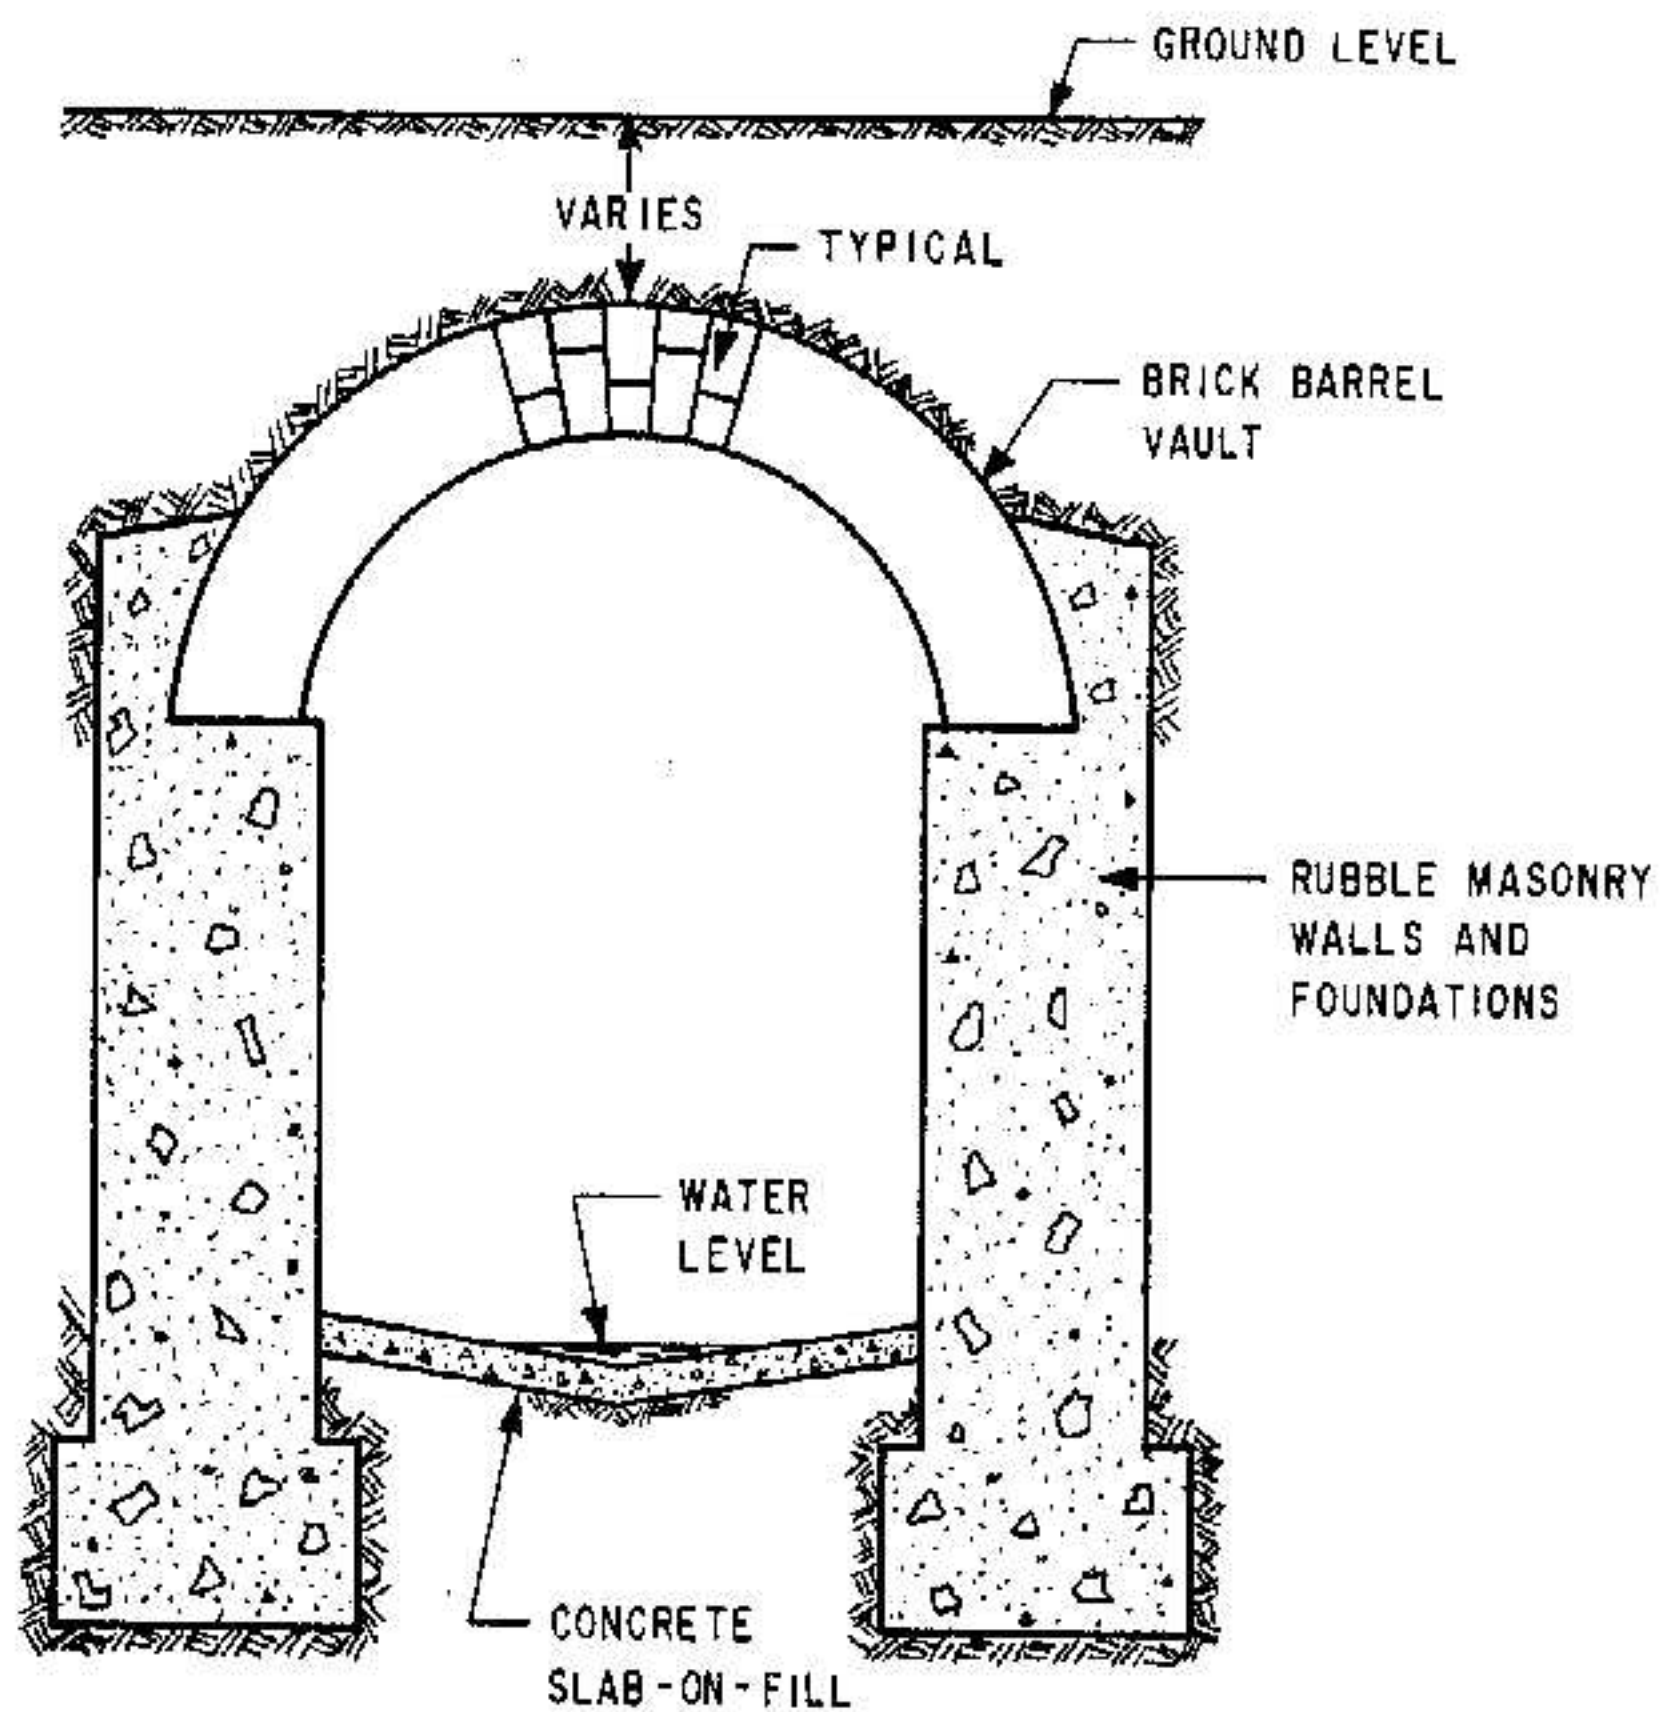 GROUND LEVEL
VARIES
TYPICAL
BRICK BARREL
VAULT
RUBBLE MASONRY
WALLS AND
FOUNDATIONS
WATER
LEVEL
CONCRETE
SLAB-ON-FILL